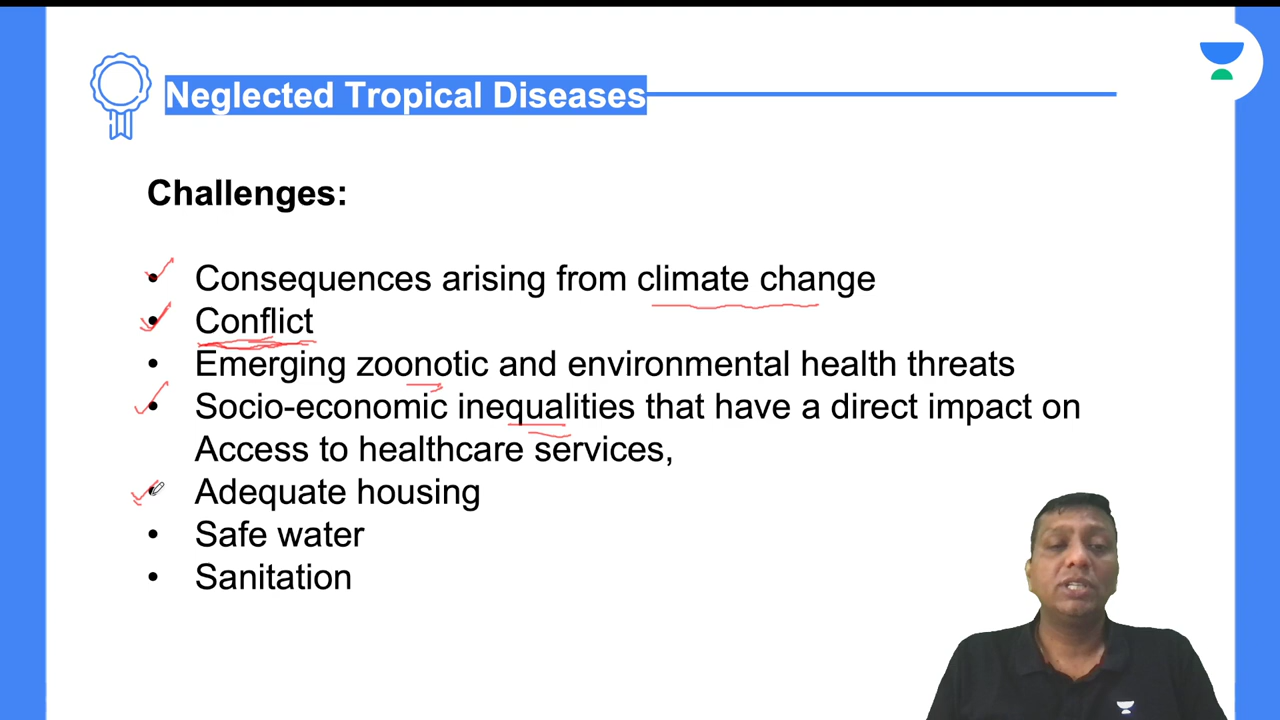 Neglected Tropical Diseases
Challenges:
• Consequences arising from climate change
• Conflict
• Emerging zoonotic and environmental health threats
• Socio-economic inequalities that have a direct impact on
Access to healthcare services,
• Adequate housing
• Safe water
• Sanitation